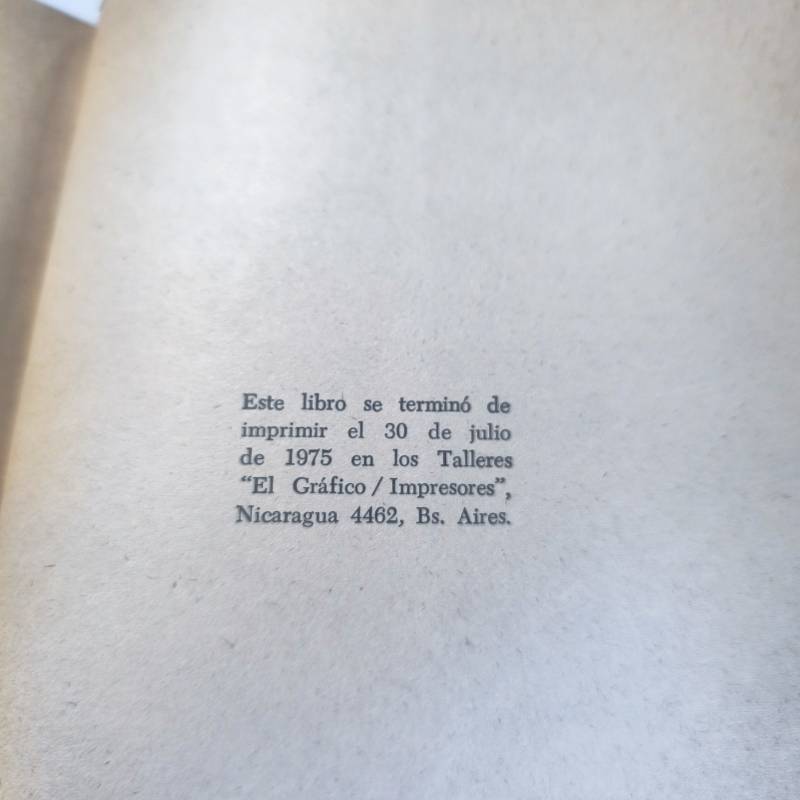 Este libro se terminó de
imprimir el 30 de julio
de 1975 en los Talleres
“El Gráfico / Impresores”,
Nicaragua 4462, Bs. Aires.